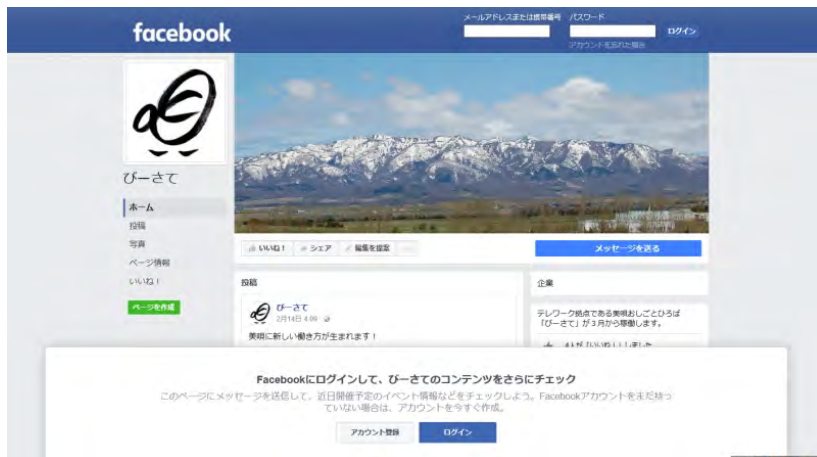 facebook
メールアドレスまたは携帯番号
パスワード
ログイン
アカウントを忘れた場合
びーさて
ホーム
投稿
写真
ページ情報
いいね！
ページを作成
いいね！
シェア
編集を提案
メッセージを送る
投稿
びーさて
2月14日 4:09
美唄に新しい働き方が生まれます！
企業
テレワーク拠点である美唄おしごとひろば
「びーさて」が3月から稼働します。
Facebookにログインして、びーさてのコンテンツをさらにチェック
このページにメッセージを送信して、近日開催予定のイベント情報などをチェックしよう。Facebookアカウントをまだ持っ
ていない場合は、アカウントを今すぐ作成。
アカウント登録
ログイン